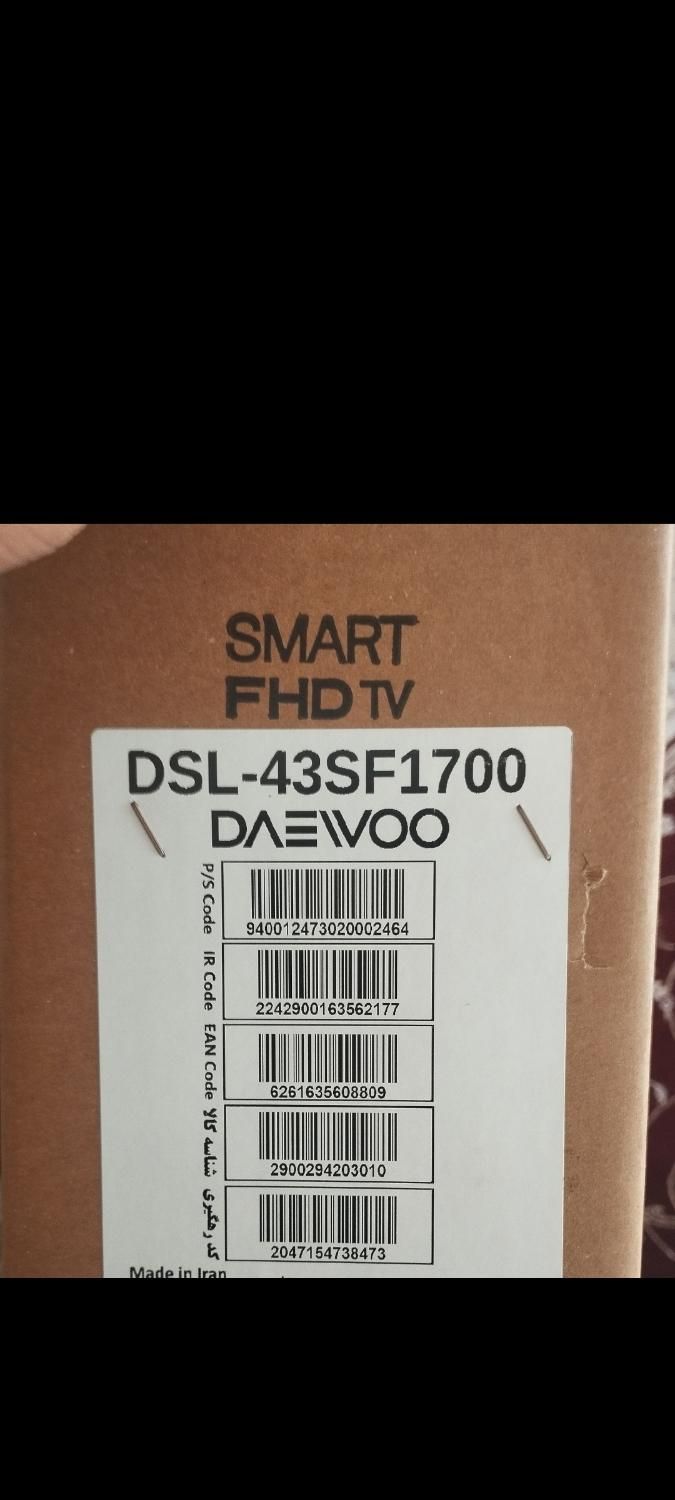 SMART
FHD TV
DSL-43SF1700
DAEWOO
P/S Code
940012473020002464
IR Code
2242900163562177
EAN Code
6261635608809
شناسه کالا
2900294203010
کد رهگیری
2047154738473
Made in Iran